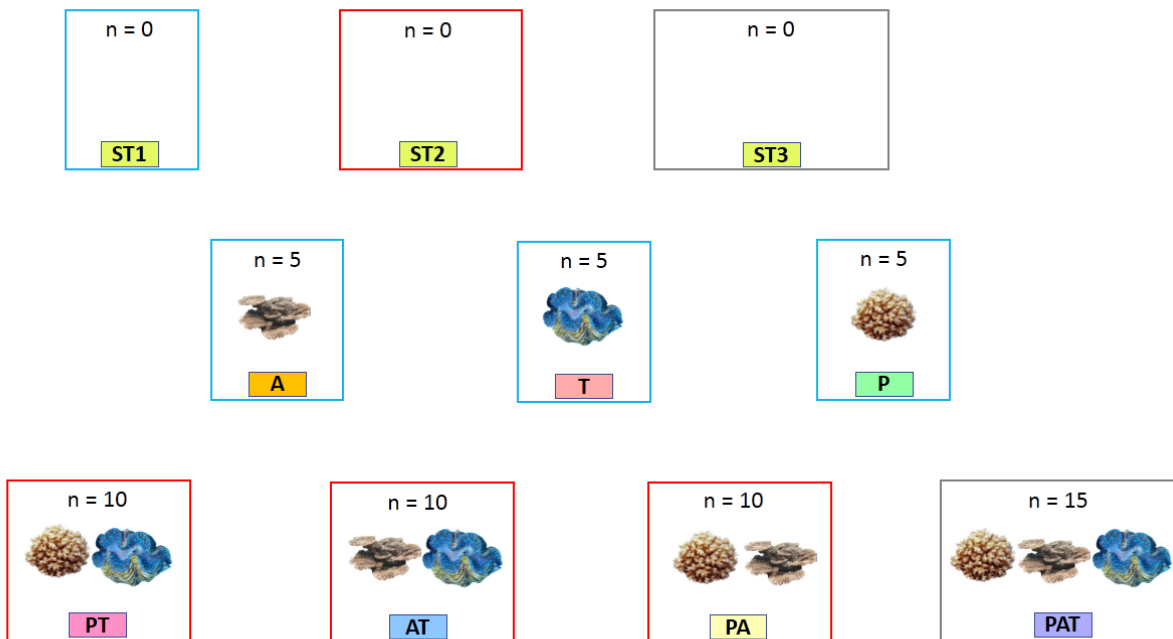 n = 0
n = 0
n = 0
ST1
ST2
ST3
n = 5
n = 5
n = 5
A
T
P
n = 10
n = 10
n = 10
n = 15
PT
AT
PA
PAT